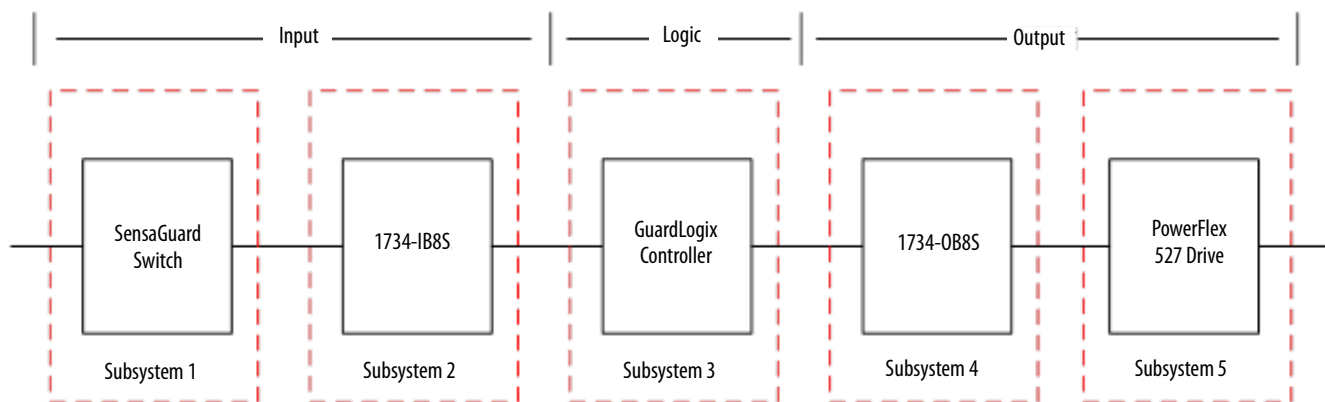 Input
Logic
Output
SensaGuard
Switch
1734-IB8S
GuardLogix
Controller
1734-OB8S
PowerFlex
527 Drive
Subsystem 1
Subsystem 2
Subsystem 3
Subsystem 4
Subsystem 5